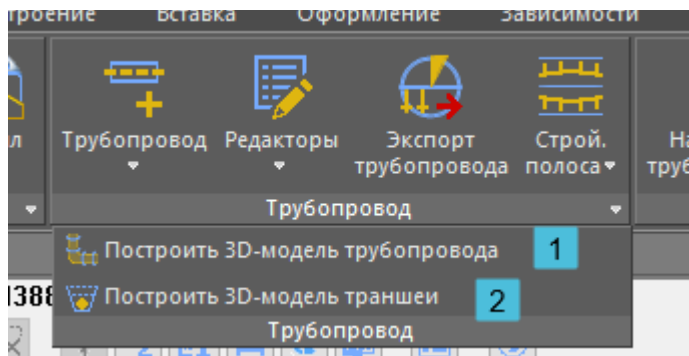 Вставка Оформление Зависимости
Трубопровод Редакторы Экспорт трубопровода Строй. полоса
Трубопровод
Построить 3D-модель трубопровода 1
Построить 3D-модель траншеи 2
Трубопровод